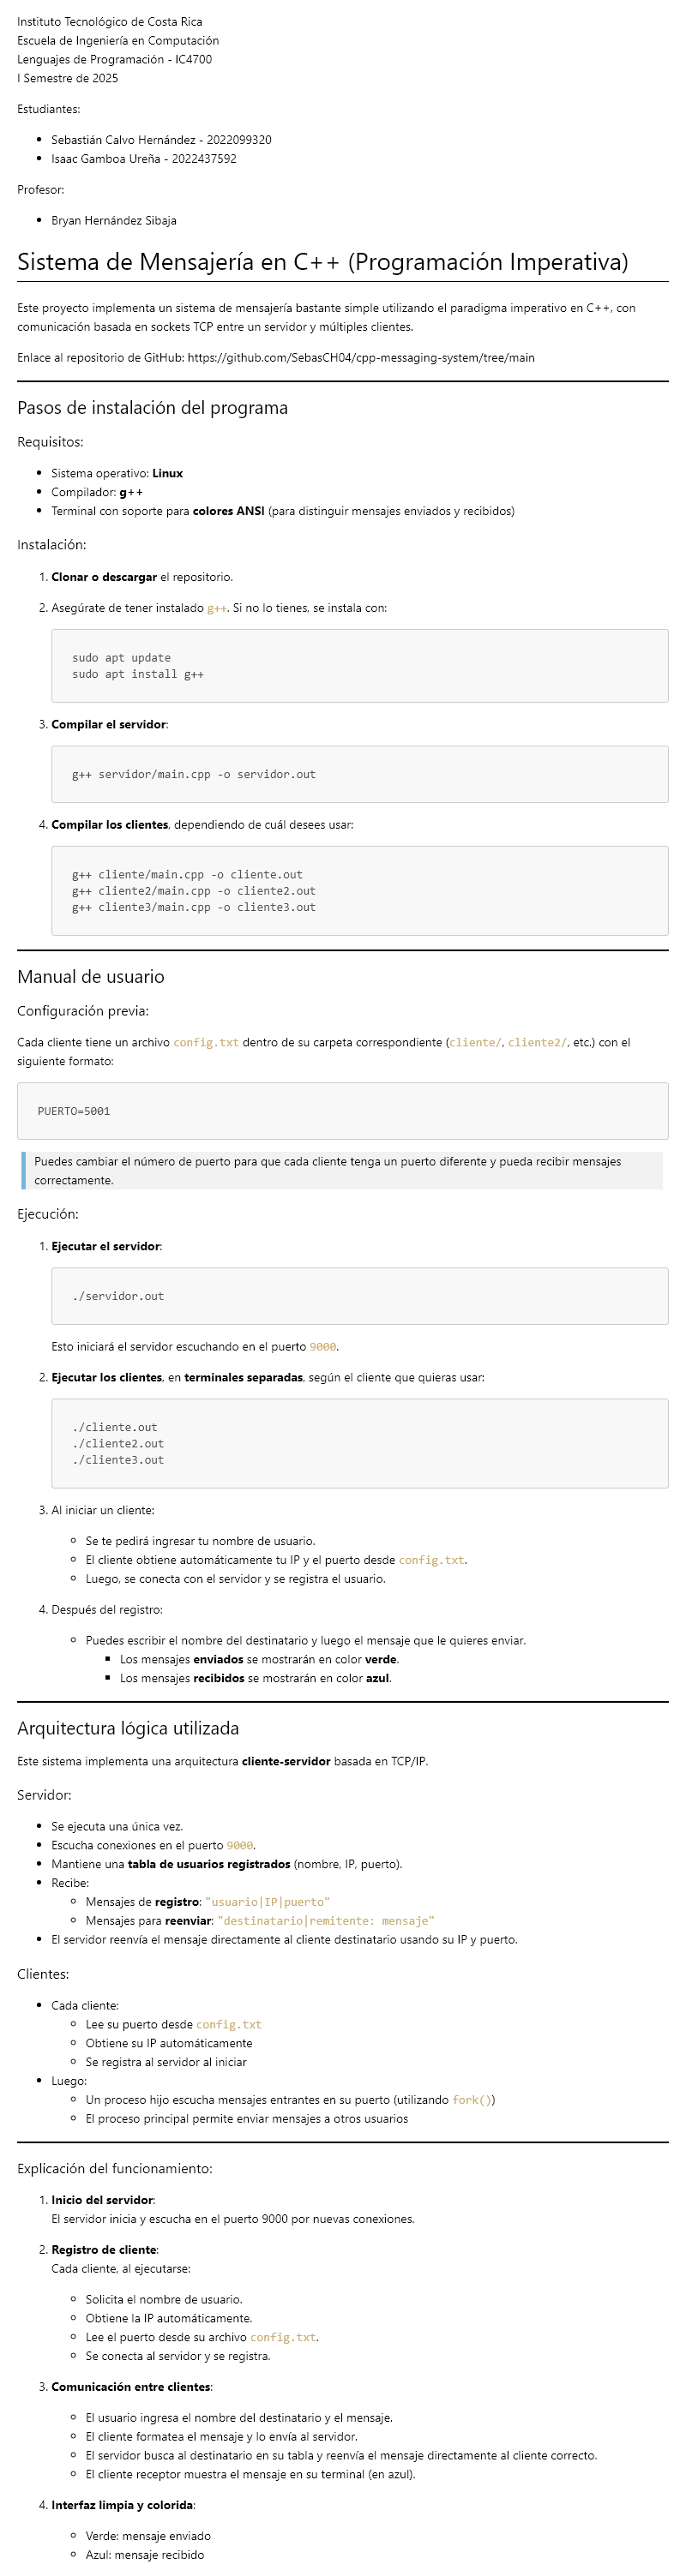 Instituto Tecnológico de Costa Rica
Escuela de Ingeniería en Computación
Lenguajes de Programación - IC4700
I Semestre de 2025
Estudiantes:
• Sebastián Calvo Hernández - 2022099320
• Isaac Gamboa Ureña - 2022437592
Profesor:
• Bryan Hernández Sibaja
Sistema de Mensajería en C++ (Programación Imperativa)
Este proyecto implementa un sistema de mensajería bastante simple utilizando el paradigma imperativo en C++, con
comunicación basada en sockets TCP entre un servidor y múltiples clientes.
Enlace al repositorio de GitHub: https://github.com/SebasCH04/cpp-messaging-system/tree/main
Pasos de instalación del programa
Requisitos:
• Sistema operativo: Linux
• Compilador: g++
• Terminal con soporte para colores ANSI (para distinguir mensajes enviados y recibidos)
Instalación:
1. Clonar o descargar el repositorio.
2. Asegúrate de tener instalado g++. Si no lo tienes, se instala con:
sudo apt update
sudo apt install g++
3. Compilar el servidor:
g++ servidor/main.cpp -o servidor.out
4. Compilar los clientes, dependiendo de cuál desees usar:
g++ cliente/main.cpp -o cliente.out
g++ cliente2/main.cpp -o cliente2.out
g++ cliente3/main.cpp -o cliente3.out
Manual de usuario
Configuración previa:
Cada cliente tiene un archivo config.txt dentro de su carpeta correspondiente (cliente/, cliente2/, etc.) con el
siguiente formato:
PUERTO=5001
Puedes cambiar el número de puerto para que cada cliente tenga un puerto diferente y pueda recibir mensajes
correctamente.
Ejecución:
1. Ejecutar el servidor:
./servidor.out
Esto iniciará el servidor escuchando en el puerto 9000.
2. Ejecutar los clientes, en terminales separadas, según el cliente que quieras usar:
./cliente.out
./cliente2.out
./cliente3.out
3. Al iniciar un cliente:
◦ Se te pedirá ingresar tu nombre de usuario.
◦ El cliente obtiene automáticamente tu IP y el puerto desde config.txt.
◦ Luego, se conecta con el servidor y se registra el usuario.
4. Después del registro:
◦ Puedes escribir el nombre del destinatario y luego el mensaje que le quieres enviar.
▪ Los mensajes enviados se mostrarán en color verde.
▪ Los mensajes recibidos se mostrarán en color azul.
Arquitectura lógica utilizada
Este sistema implementa una arquitectura cliente-servidor basada en TCP/IP.
Servidor:
• Se ejecuta una única vez.
• Escucha conexiones en el puerto 9000.
• Mantiene una tabla de usuarios registrados (nombre, IP, puerto).
• Recibe:
◦ Mensajes de registro: "usuario|IP|puerto"
◦ Mensajes para reenviar: "destinatario|remitente: mensaje"
• El servidor reenvía el mensaje directamente al cliente destinatario usando su IP y puerto.
Clientes:
• Cada cliente:
◦ Lee su puerto desde config.txt
◦ Obtiene su IP automáticamente
◦ Se registra al servidor al iniciar
• Luego:
◦ Un proceso hijo escucha mensajes entrantes en su puerto (utilizando fork())
◦ El proceso principal permite enviar mensajes a otros usuarios
Explicación del funcionamiento:
1. Inicio del servidor:
El servidor inicia y escucha en el puerto 9000 por nuevas conexiones.
2. Registro de cliente:
Cada cliente, al ejecutarse:
◦ Solicita el nombre de usuario.
◦ Obtiene la IP automáticamente.
◦ Lee el puerto desde su archivo config.txt.
◦ Se conecta al servidor y se registra.
3. Comunicación entre clientes:
◦ El usuario ingresa el nombre del destinatario y el mensaje.
◦ El cliente formatea el mensaje y lo envía al servidor.
◦ El servidor busca al destinatario en su tabla y reenvía el mensaje directamente al cliente correcto.
◦ El cliente receptor muestra el mensaje en su terminal (en azul).
4. Interfaz limpia y colorida:
◦ Verde: mensaje enviado
◦ Azul: mensaje recibido